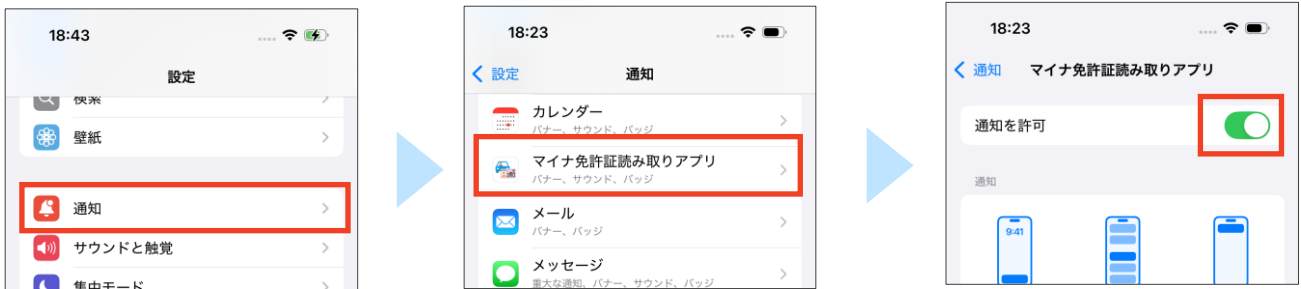 18:43
設定
検索
壁紙
通知
サウンドと触覚
集中モード
18:23
設定
通知
カレンダー
バナー、サウンド、バッジ
マイナ免許証読み取りアプリ
バナー、サウンド、バッジ
メール
バナー、バッジ
メッセージ
重大な通知、バナー、サウンド、バッジ
18:23
通知
マイナ免許証読み取りアプリ
通知を許可
通知
9:41